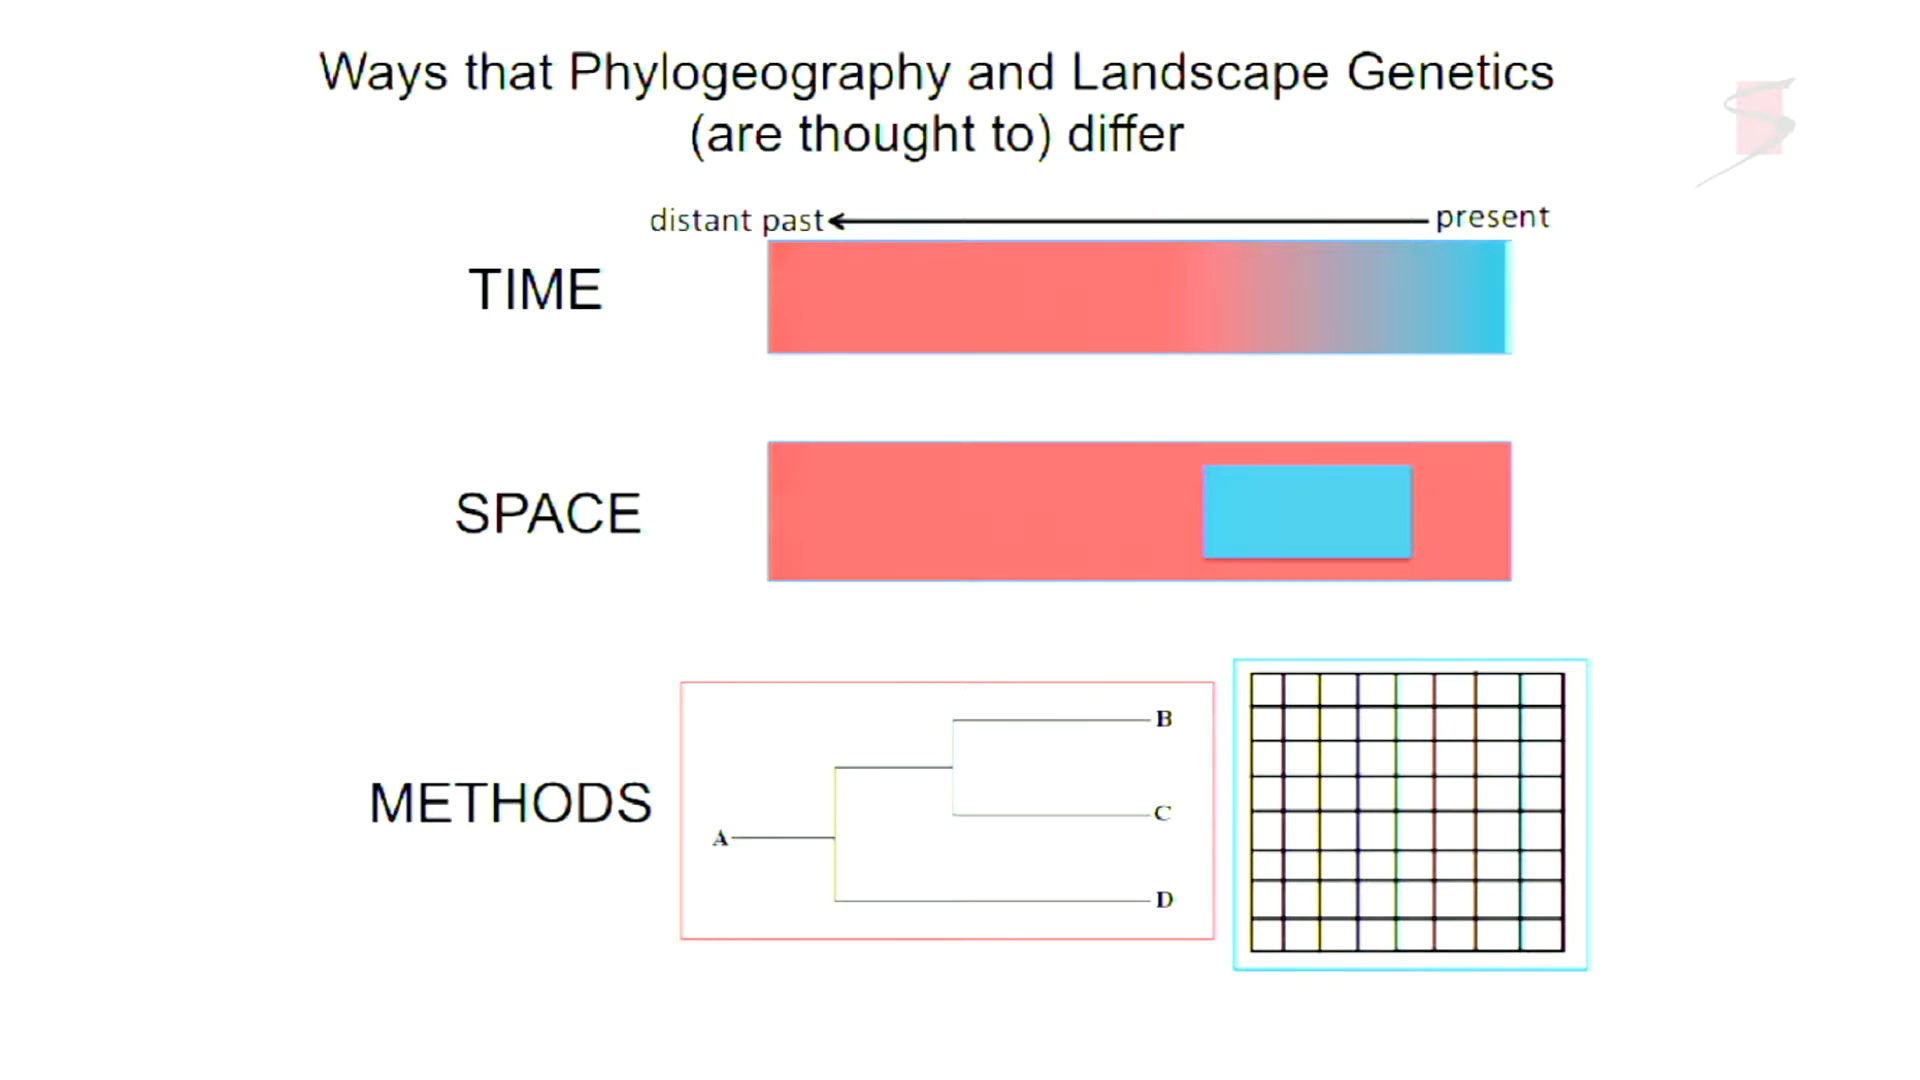 Ways that Phylogeography and Landscape Genetics
(are thought to) differ
distant past
present
TIME
SPACE
METHODS
B
C
A
D